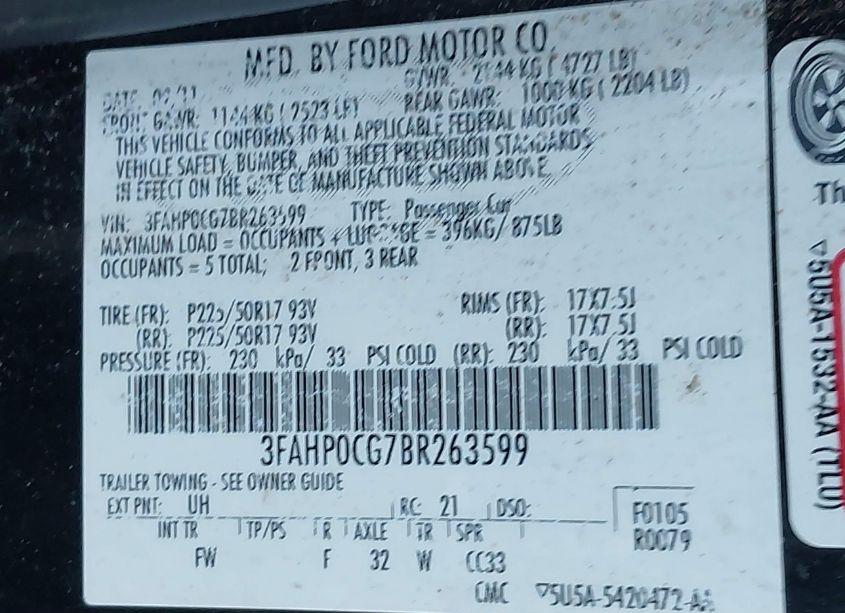 MFD. BY FORD MOTOR CO.
GVWR: 2144 KG ( 4727 LB)
FRONT GAWR: 1144 KG ( 2523 LB) REAR GAWR: 1000 KG ( 2204 LB)
THIS VEHICLE CONFORMS TO ALL APPLICABLE FEDERAL MOTOR
VEHICLE SAFETY, BUMPER, AND THEFT PREVENTION STANDARDS
IN EFFECT ON THE DATE OF MANUFACTURE SHOWN ABOVE.
VIN: 3FAHP0CG7BR263599 TYPE: Passenger Car
MAXIMUM LOAD = OCCUPANTS + LUGGAGE = 396KG/ 875LB
OCCUPANTS = 5 TOTAL; 2 FRONT, 3 REAR
TIRE (FR): P225/50R17 93V RIMS (FR): 17X7.5J
(RR): P225/50R17 93V (RR): 17X7.5J
PRESSURE (FR): 230 kPa/ 33 PSI COLD (RR): 230 kPa/ 33 PSI COLD
3FAHP0CG7BR263599
TRAILER TOWING - SEE OWNER GUIDE
EXT PNT: UH RC: 21 DSO: F0105
INT TR TP/PS R AXLE TR SPR R0079
FW F 32 W CC33
CMC ▽5U5A-5420472-AA
Th
▽5U5A-1532-AA (1L0)